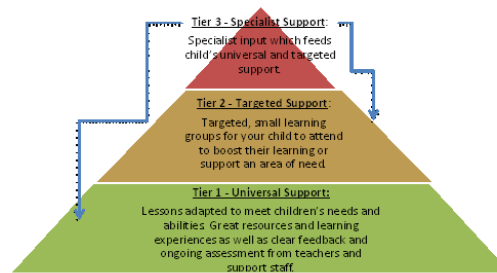 Tier 3 - Specialist Support:
Specialist input which feeds
child's universal and targeted
support.
Tier 2 - Targeted Support:
Targeted, small learning
groups for your child to attend
to boost their learning or
support an area of need.
Tier 1 - Universal Support:
Lessons adapted to meet children's needs and
abilities. Great resources and learning
experiences as well as clear feedback and
ongoing assessment from teachers and
support staff.